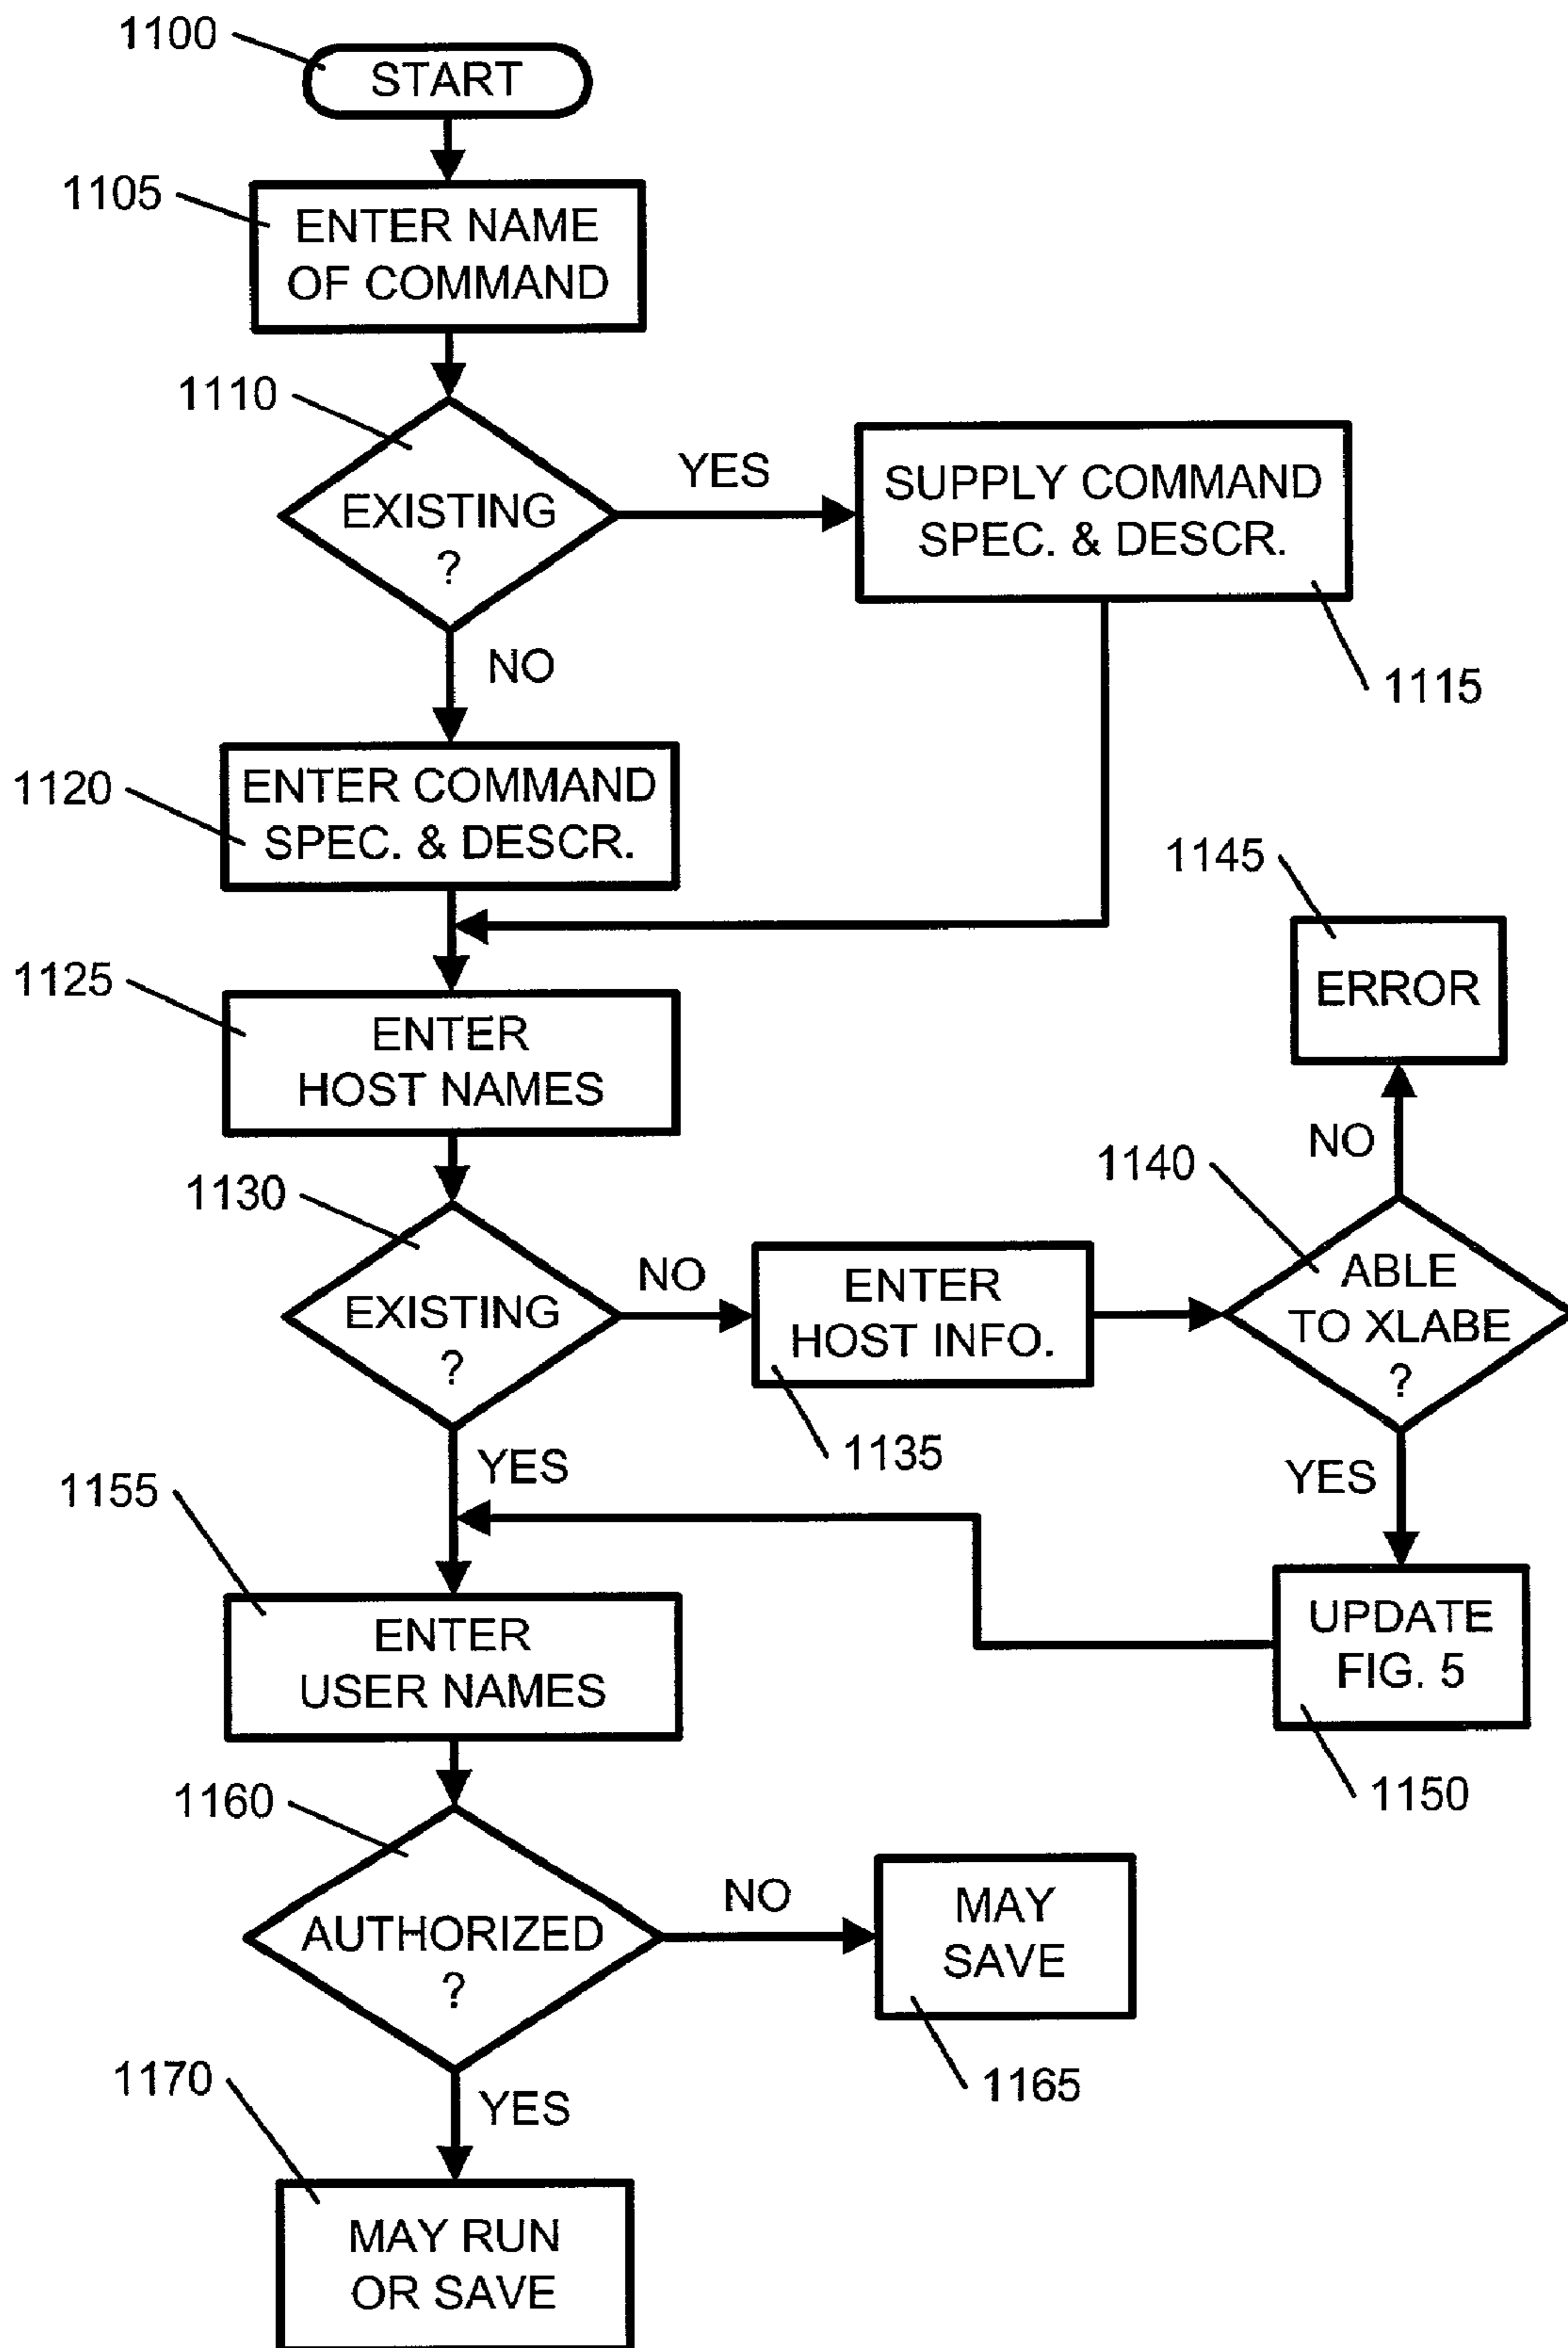 1100
START
1105
ENTER NAME
OF COMMAND
1110
EXISTING
?
YES
SUPPLY COMMAND
SPEC. & DESCR.
1115
NO
1120
ENTER COMMAND
SPEC. & DESCR.
1125
ENTER
HOST NAMES
1130
EXISTING
?
NO
ENTER
HOST INFO.
1135
1140
ABLE
TO XLABE
?
NO
1145
ERROR
YES
UPDATE
FIG. 5
1150
YES
1155
ENTER
USER NAMES
1160
AUTHORIZED
?
NO
MAY
SAVE
1165
YES
1170
MAY RUN
OR SAVE